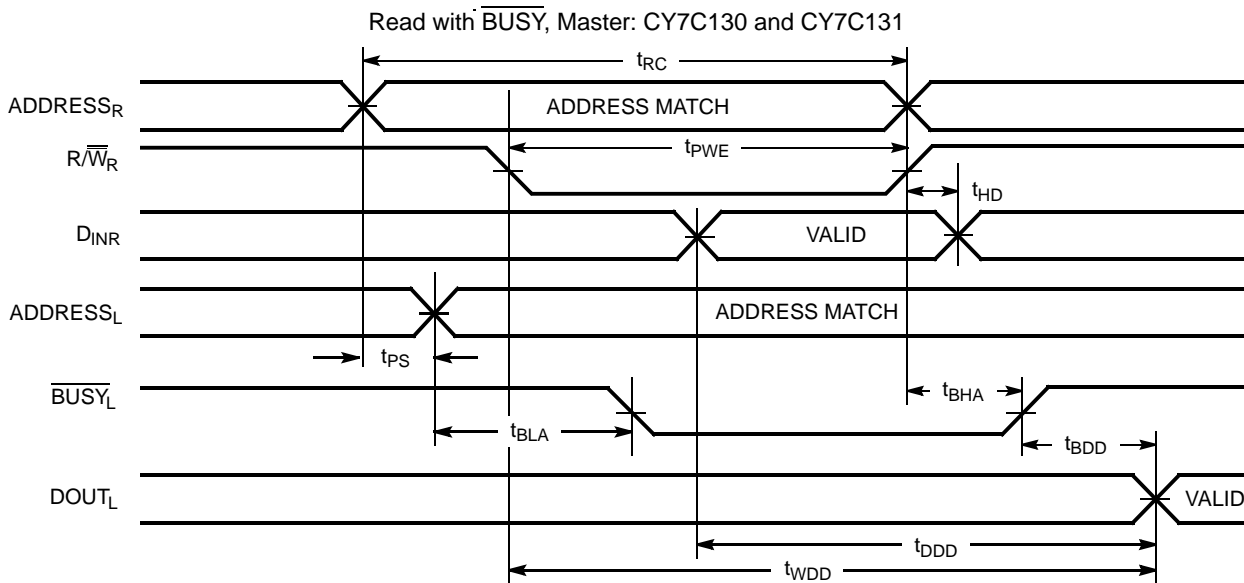 Read with BUSY, Master: CY7C130 and CY7C131
tRC
ADDRESSR
ADDRESS MATCH
R/WR
tPWE
tHD
DINR
VALID
ADDRESSL
ADDRESS MATCH
tPS
BUSYL
tBHA
tBLA
tBDD
DOUTL
VALID
tDDD
tWDD